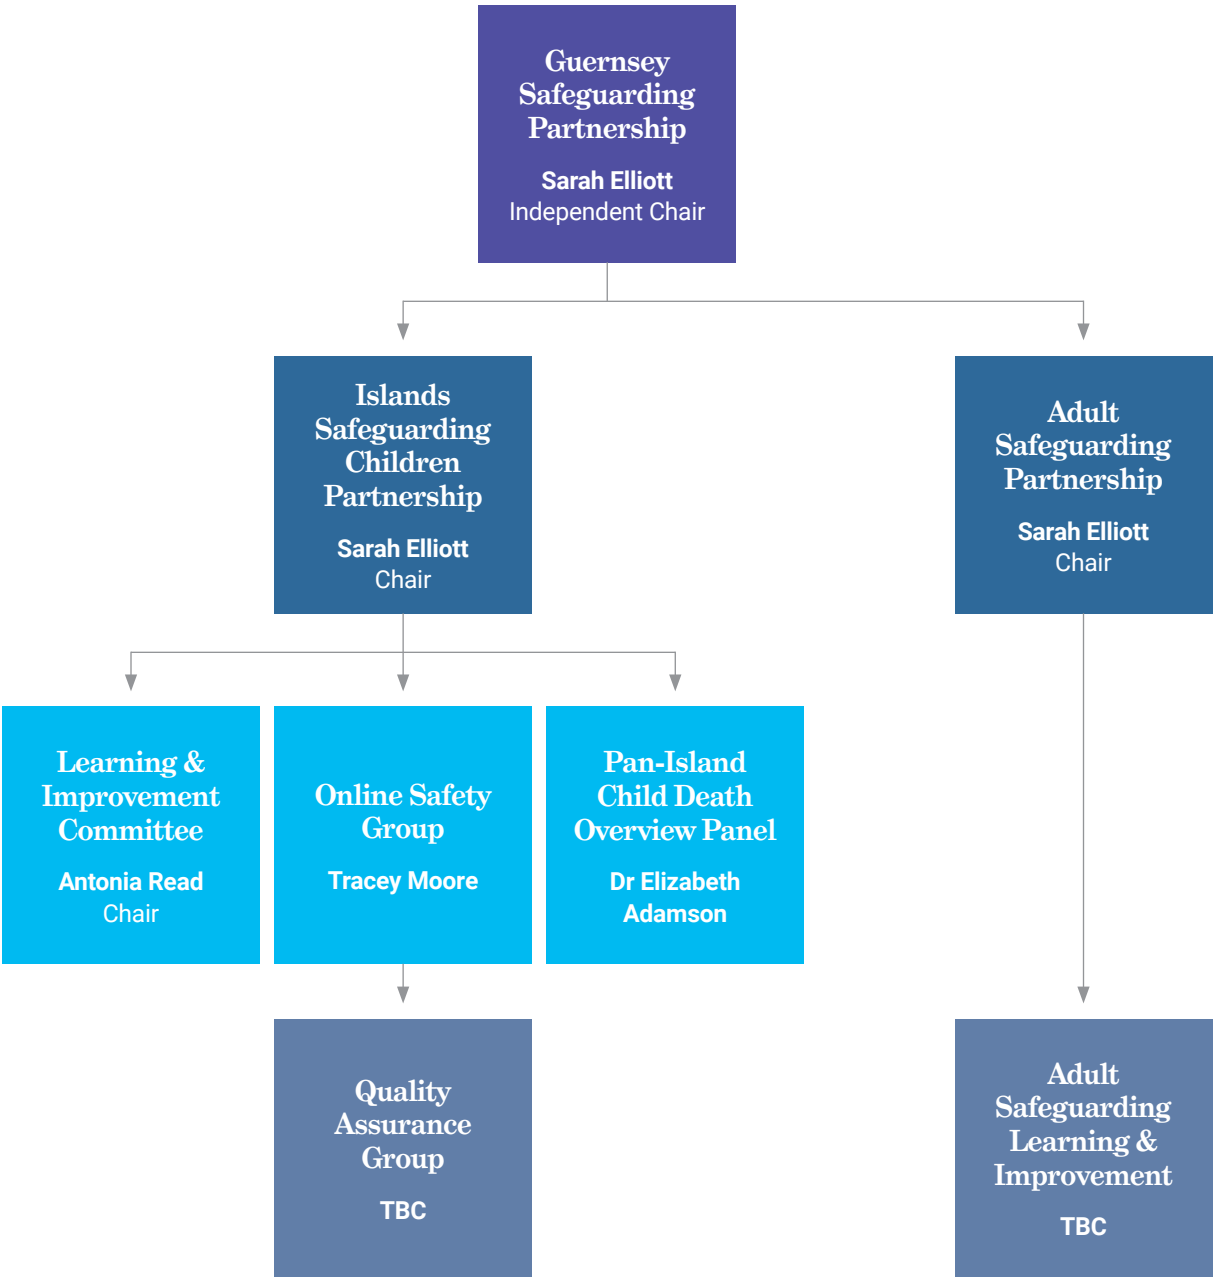 Guernsey
Safeguarding
Partnership
Sarah Elliott
Independent Chair
Islands
Safeguarding
Children
Partnership
Sarah Elliott
Chair
Adult
Safeguarding
Partnership
Sarah Elliott
Chair
Learning &
Improvement
Committee
Antonia Read
Chair
Online Safety
Group
Tracey Moore
Pan-Island
Child Death
Overview Panel
Dr Elizabeth
Adamson
Quality
Assurance
Group
TBC
Adult
Safeguarding
Learning &
Improvement
TBC